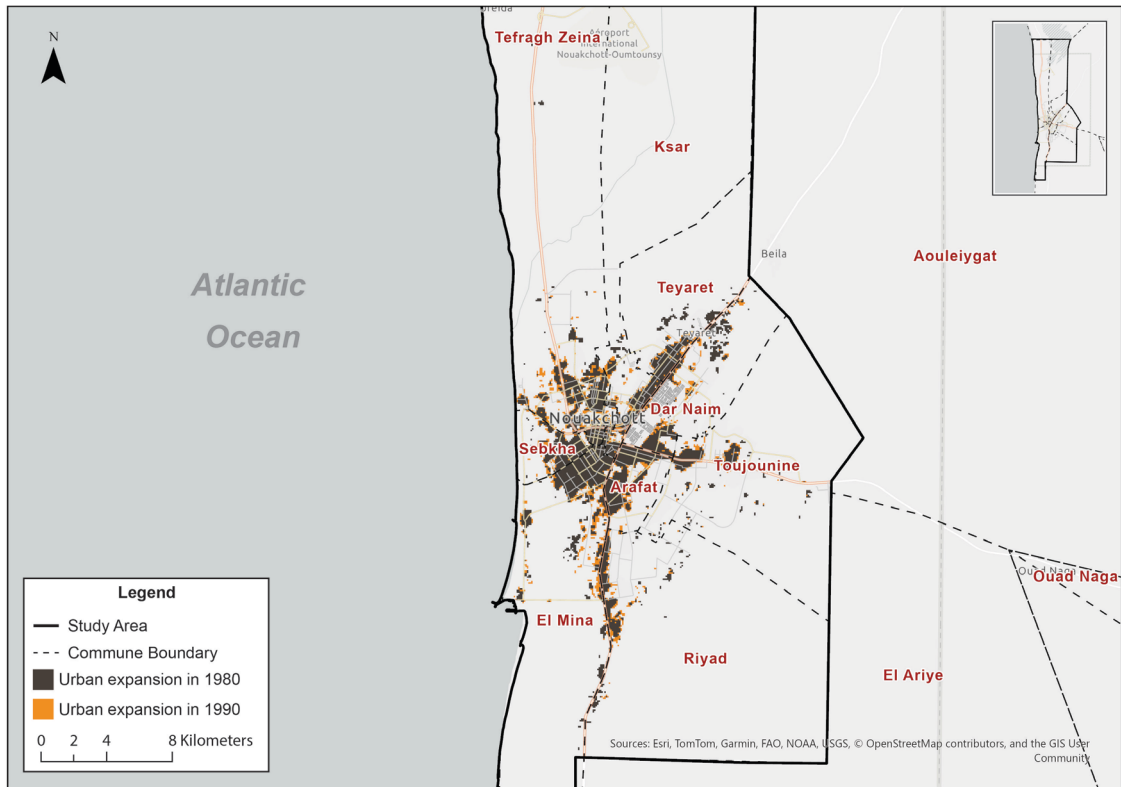 N
Tefragh Zeina
Aéroport
International
Nouakchott-Oumtounsy
Ksar
Beila
Aouleiygat
Atlantic
Ocean
Teyaret
Teyaret
Dar Naim
Nouakchott
Sebkha
Toujounine
Arafat
Ouad Naga
Ouad Naga
El Mina
Riyad
El Ariye
Legend
Study Area
Commune Boundary
Urban expansion in 1980
Urban expansion in 1990
0 2 4 8 Kilometers
Sources: Esri, TomTom, Garmin, FAO, NOAA, USGS, © OpenStreetMap contributors, and the GIS User
Community